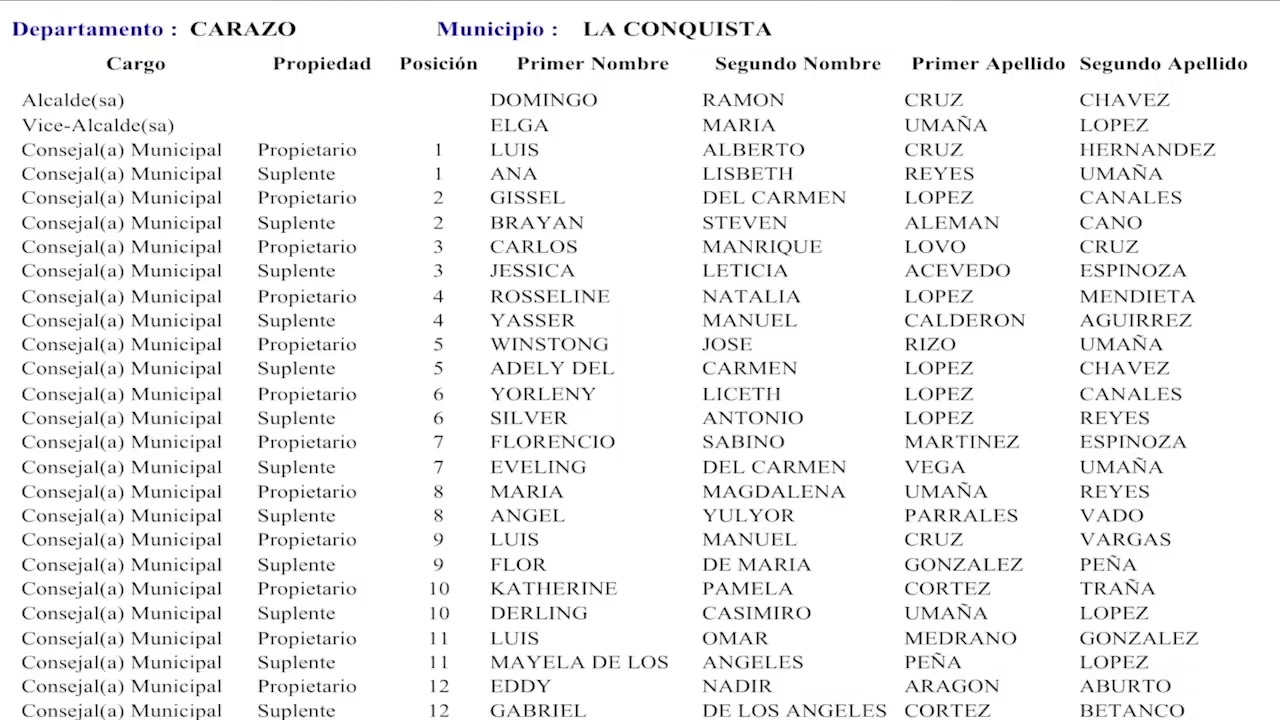 Departamento : CARAZO Municipio : LA CONQUISTA
Cargo Propiedad Posición Primer Nombre Segundo Nombre Primer Apellido Segundo Apellido
Alcalde(sa) DOMINGO RAMON CRUZ CHAVEZ
Vice-Alcalde(sa) ELGA MARIA UMAÑA LOPEZ
Consejal(a) Municipal Propietario 1 LUIS ALBERTO CRUZ HERNANDEZ
Consejal(a) Municipal Suplente 1 ANA LISBETH REYES UMAÑA
Consejal(a) Municipal Propietario 2 GISSEL DEL CARMEN LOPEZ CANALES
Consejal(a) Municipal Suplente 2 BRAYAN STEVEN ALEMAN CANO
Consejal(a) Municipal Propietario 3 CARLOS MANRIQUE LOVO CRUZ
Consejal(a) Municipal Suplente 3 JESSICA LETICIA ACEVEDO ESPINOZA
Consejal(a) Municipal Propietario 4 ROSSELINE NATALIA LOPEZ MENDIETA
Consejal(a) Municipal Suplente 4 YASSER MANUEL CALDERON AGUIRREZ
Consejal(a) Municipal Propietario 5 WINSTONG JOSE RIZO UMAÑA
Consejal(a) Municipal Suplente 5 ADELY DEL CARMEN LOPEZ CHAVEZ
Consejal(a) Municipal Propietario 6 YORLENY LICETH LOPEZ CANALES
Consejal(a) Municipal Suplente 6 SILVER ANTONIO LOPEZ REYES
Consejal(a) Municipal Propietario 7 FLORENCIO SABINO MARTINEZ ESPINOZA
Consejal(a) Municipal Suplente 7 EVELING DEL CARMEN VEGA UMAÑA
Consejal(a) Municipal Propietario 8 MARIA MAGDALENA UMAÑA REYES
Consejal(a) Municipal Suplente 8 ANGEL YULYOR PARRALES VADO
Consejal(a) Municipal Propietario 9 LUIS MANUEL CRUZ VARGAS
Consejal(a) Municipal Suplente 9 FLOR DE MARIA GONZALEZ PEÑA
Consejal(a) Municipal Propietario 10 KATHERINE PAMELA CORTEZ TRAÑA
Consejal(a) Municipal Suplente 10 DERLING CASIMIRO UMAÑA LOPEZ
Consejal(a) Municipal Propietario 11 LUIS OMAR MEDRANO GONZALEZ
Consejal(a) Municipal Suplente 11 MAYELA DE LOS ANGELES PEÑA LOPEZ
Consejal(a) Municipal Propietario 12 EDDY NADIR ARAGON ABURTO
Consejal(a) Municipal Suplente 12 GABRIEL DE LOS ANGELES CORTEZ BETANCO